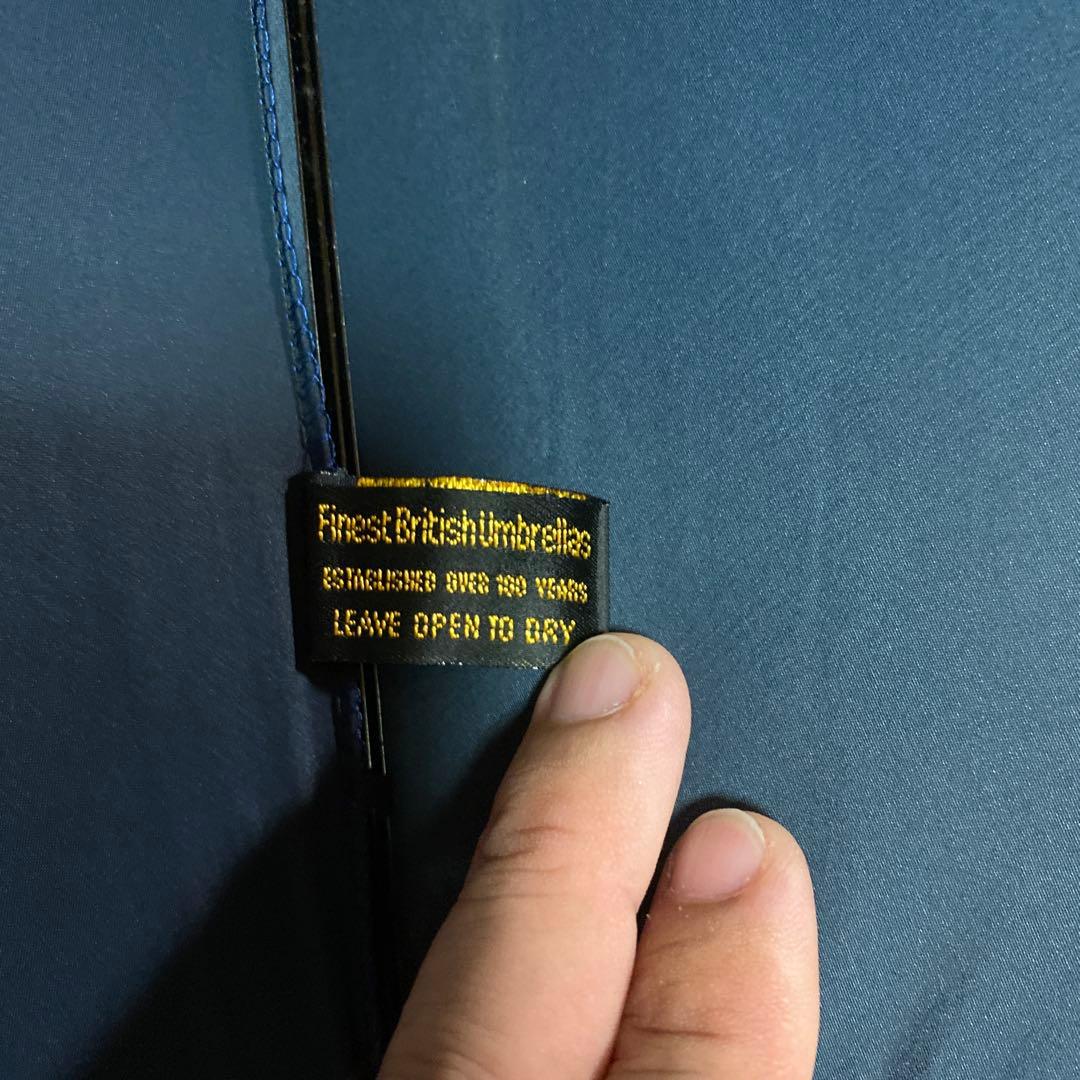 Finest British Umbrellas
ESTABLISHED OVER 100 YEARS
LEAVE OPEN TO DRY